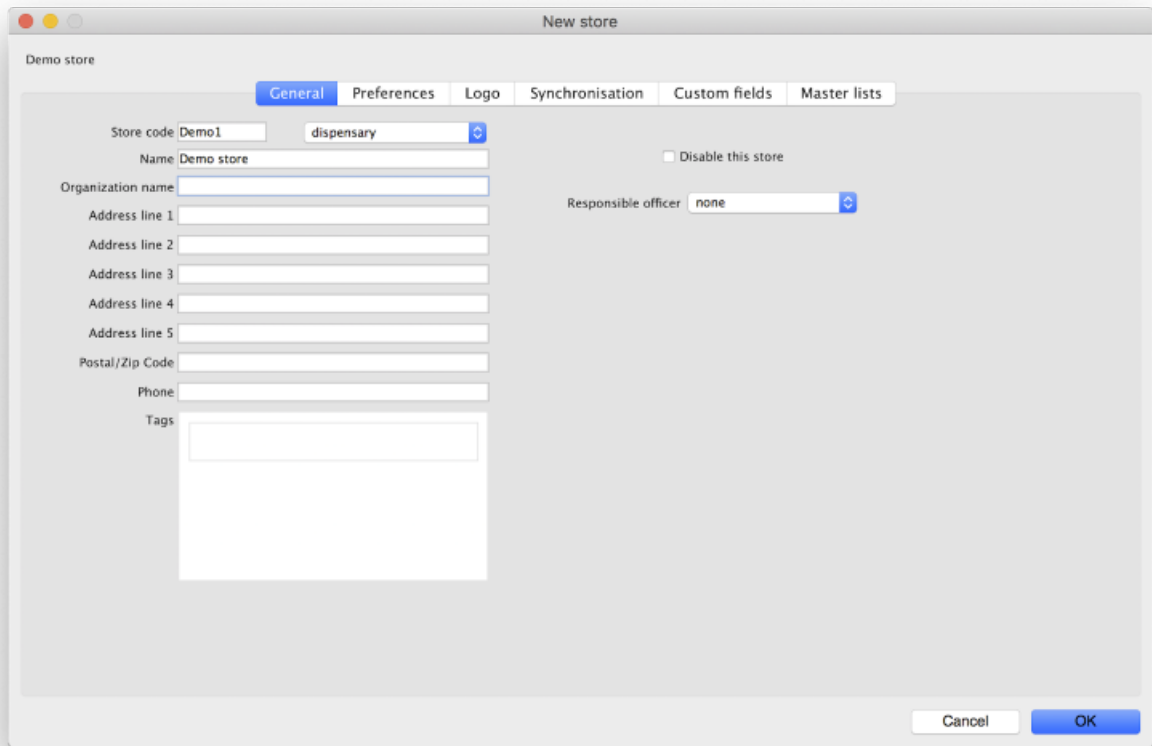 New store
Demo store
General Preferences Logo Synchronisation Custom fields Master lists
Store code Demo1 dispensary
Name Demo store Disable this store
Organization name
Responsible officer none
Address line 1
Address line 2
Address line 3
Address line 4
Address line 5
Postal/Zip Code
Phone
Tags
Cancel OK